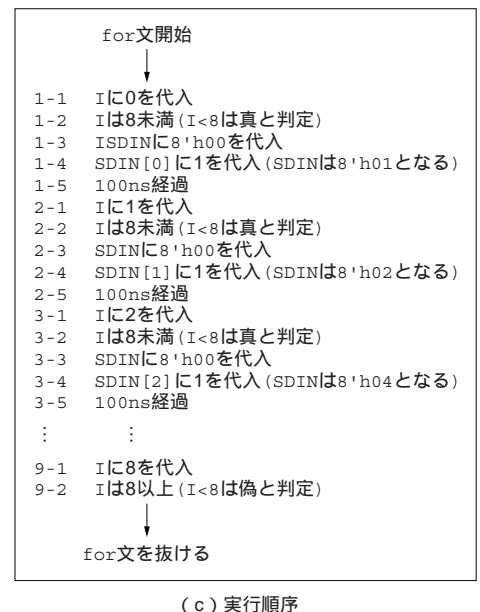 for文開始
1-1 Iに0を代入
1-2 Iは8未満(I<8は真と判定)
1-3 ISDINに8'h00を代入
1-4 SDIN[0]に1を代入(SDINは8'h01となる)
1-5 100ns経過
2-1 Iに1を代入
2-2 Iは8未満(I<8は真と判定)
2-3 SDINに8'h00を代入
2-4 SDIN[1]に1を代入(SDINは8'h02となる)
2-5 100ns経過
3-1 Iに2を代入
3-2 Iは8未満(I<8は真と判定)
3-3 SDINに8'h00を代入
3-4 SDIN[2]に1を代入(SDINは8'h04となる)
3-5 100ns経過
⋮ ⋮
9-1 Iに8を代入
9-2 Iは8以上(I<8は偽と判定)
for文を抜ける
(c)実行順序